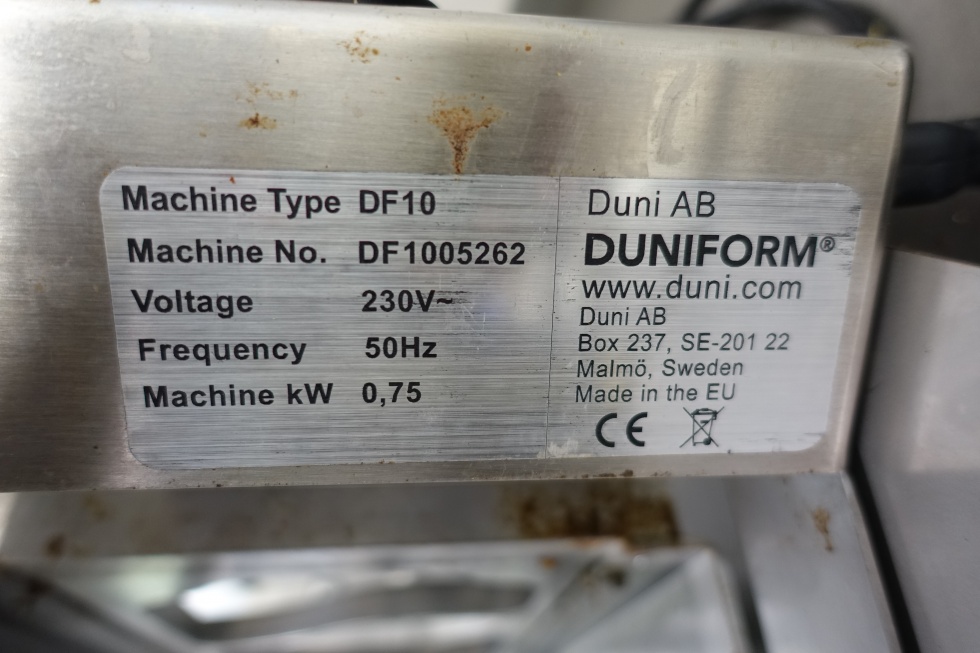 Machine Type DF10
Machine No. DF1005262
Voltage 230V~
Frequency 50Hz
Machine kW 0,75
Duni AB
DUNIFORM®
www.duni.com
Duni AB
Box 237, SE-201 22
Malmö, Sweden
Made in the EU
CE